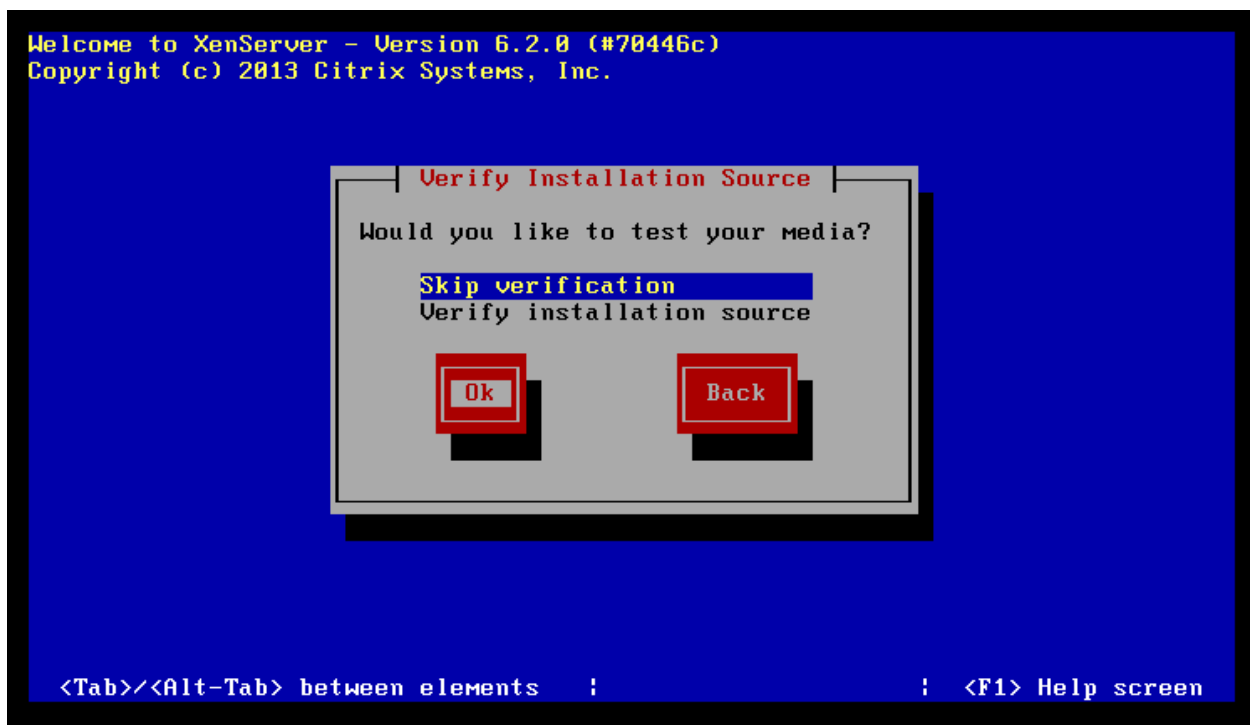 Welcome to XenServer - Version 6.2.0 (#70446c)
Copyright (c) 2013 Citrix Systems, Inc.
Verify Installation Source
Would you like to test your media?
Skip verification
Verify installation source
Ok Back
<Tab>/<Alt-Tab> between elements ¦ ¦ <F1> Help screen